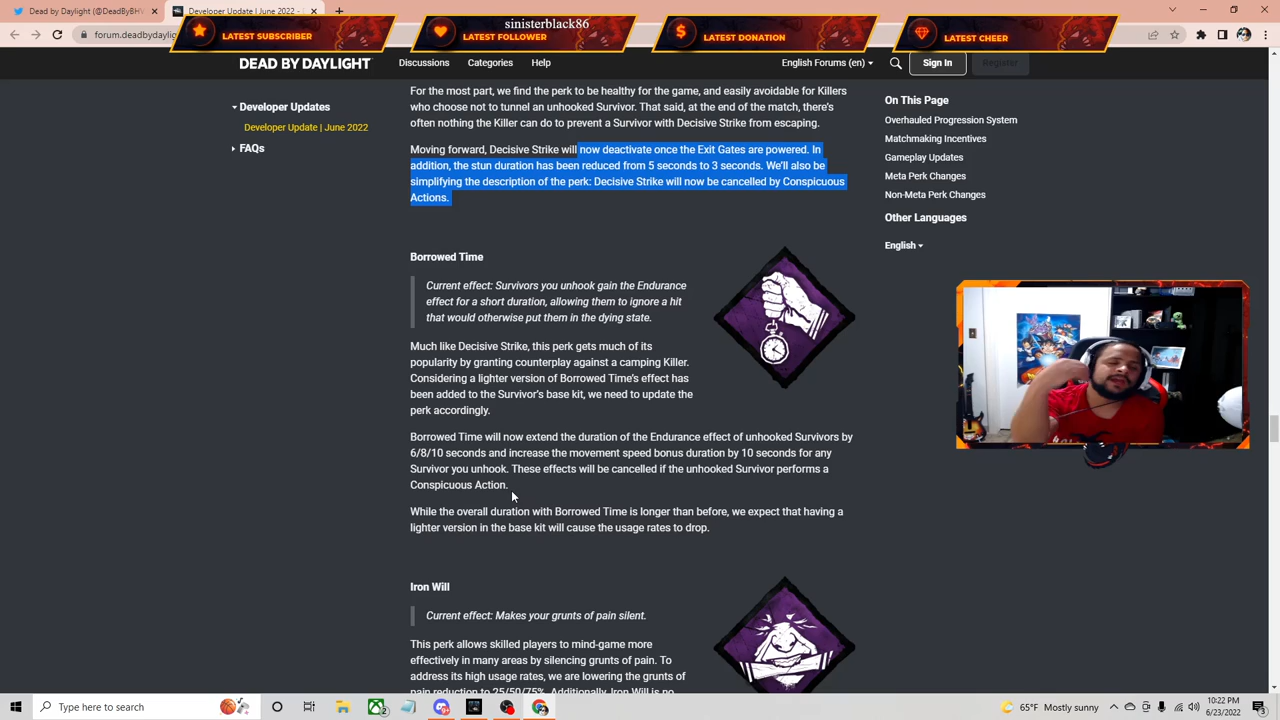 Dead by Daylight (@DeadByBHVR
Developer Update | June 2022 -
forum.deadbydaylig
sinisterblack86
LATEST SUBSCRIBER
LATEST FOLLOWER
LATEST DONATION
LATEST CHEER
DEAD BY DAYLIGHT
Discussions
Categories
Help
English Forums (en)
Sign In
Register
Developer Updates
Developer Update | June 2022
FAQs
For the most part, we find the perk to be healthy for the game, and easily avoidable for Killers
who choose not to tunnel an unhooked Survivor. That said, at the end of the match, there's
often nothing the Killer can do to prevent a Survivor with Decisive Strike from escaping.
Moving forward, Decisive Strike will now deactivate once the Exit Gates are powered. In
addition, the stun duration has been reduced from 5 seconds to 3 seconds. We'll also be
simplifying the description of the perk: Decisive Strike will now be cancelled by Conspicuous
Actions.
Borrowed Time
Current effect: Survivors you unhook gain the Endurance
effect for a short duration, allowing them to ignore a hit
that would otherwise put them in the dying state.
Much like Decisive Strike, this perk gets much of its
popularity by granting counterplay against a camping Killer.
Considering a lighter version of Borrowed Time's effect has
been added to the Survivor's base kit, we need to update the
perk accordingly.
Borrowed Time will now extend the duration of the Endurance effect of unhooked Survivors by
6/8/10 seconds and increase the movement speed bonus duration by 10 seconds for any
Survivor you unhook. These effects will be cancelled if the unhooked Survivor performs a
Conspicuous Action.
While the overall duration with Borrowed Time is longer than before, we expect that having a
lighter version in the base kit will cause the usage rates to drop.
Iron Will
Current effect: Makes your grunts of pain silent.
This perk allows skilled players to mind-game more
effectively in many areas by silencing grunts of pain. To
address its high usage rates, we are lowering the grunts of
pain reduction to 25/50/75%. Additionally, Iron Will is no
On This Page
Overhauled Progression System
Matchmaking Incentives
Gameplay Updates
Meta Perk Changes
Non-Meta Perk Changes
Other Languages
English
Type here to search
65°F Mostly sunny
10:22 PM
6/23/2022